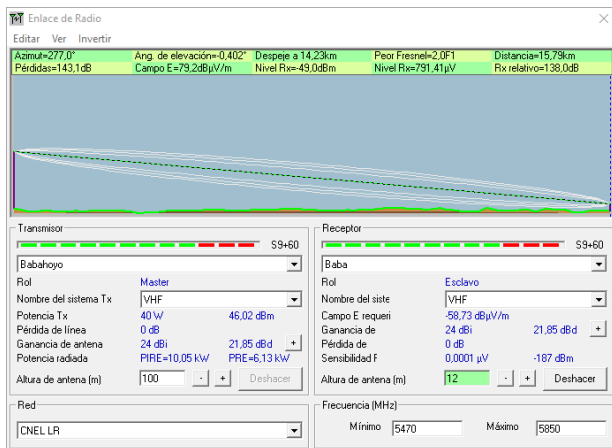 Enlace de Radio
Editar Ver Invertir
Azimut=277,0° Ang. de elevación=-0,402° Despeje a 14,23km Peor Fresnel=2,0F1 Distancia=15,79km
Pérdidas=143,1dB Campo E=79,2dBµV/m Nivel Rx=-49,0dBm Nivel Rx=791,41µV Rx relativo=138,0dB
Transmisor
S9+60
Babahoyo
Rol Master
Nombre del sistema Tx VHF
Potencia Tx 40 W 46,02 dBm
Pérdida de línea 0 dB
Ganancia de antena 24 dBi 21,85 dBd +
Potencia radiada PIRE=10,05 kW PRE=6,13 kW
Altura de antena (m) 100 - + Deshacer
Receptor
S9+60
Baba
Rol Esclavo
Nombre del siste VHF
Campo E requeri -58,73 dBµV/m
Ganancia de 24 dBi 21,85 dBd +
Pérdida de 0 dB
Sensibilidad F 0,0001 µV -187 dBm
Altura de antena (m) 12 - + Deshacer
Red
CNEL LR
Frecuencia (MHz)
Mínimo 5470 Máximo 5850